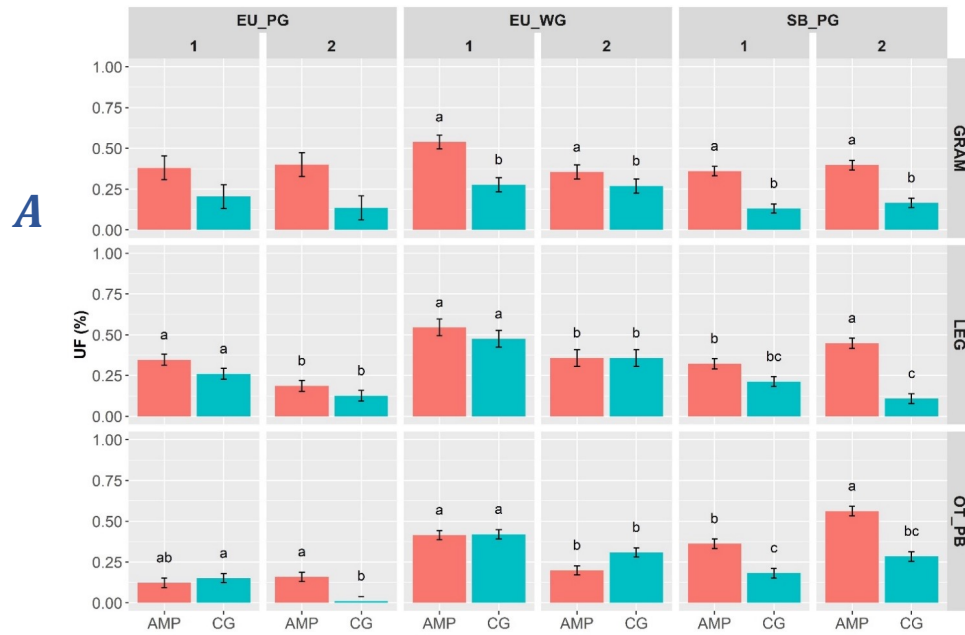 EU_PG EU_WG SB_PG
1 2 1 2 1 2
A
UF (%)
1.00
0.75
0.50
0.25
0.00
a b a b a b a b
GRAM
1.00
0.75
0.50
0.25
0.00
a a b b a a b b b bc a c
LEG
1.00
0.75
0.50
0.25
0.00
ab a a b a a b b b c a bc
OT_PB
AMP CG AMP CG AMP CG AMP CG AMP CG AMP CG